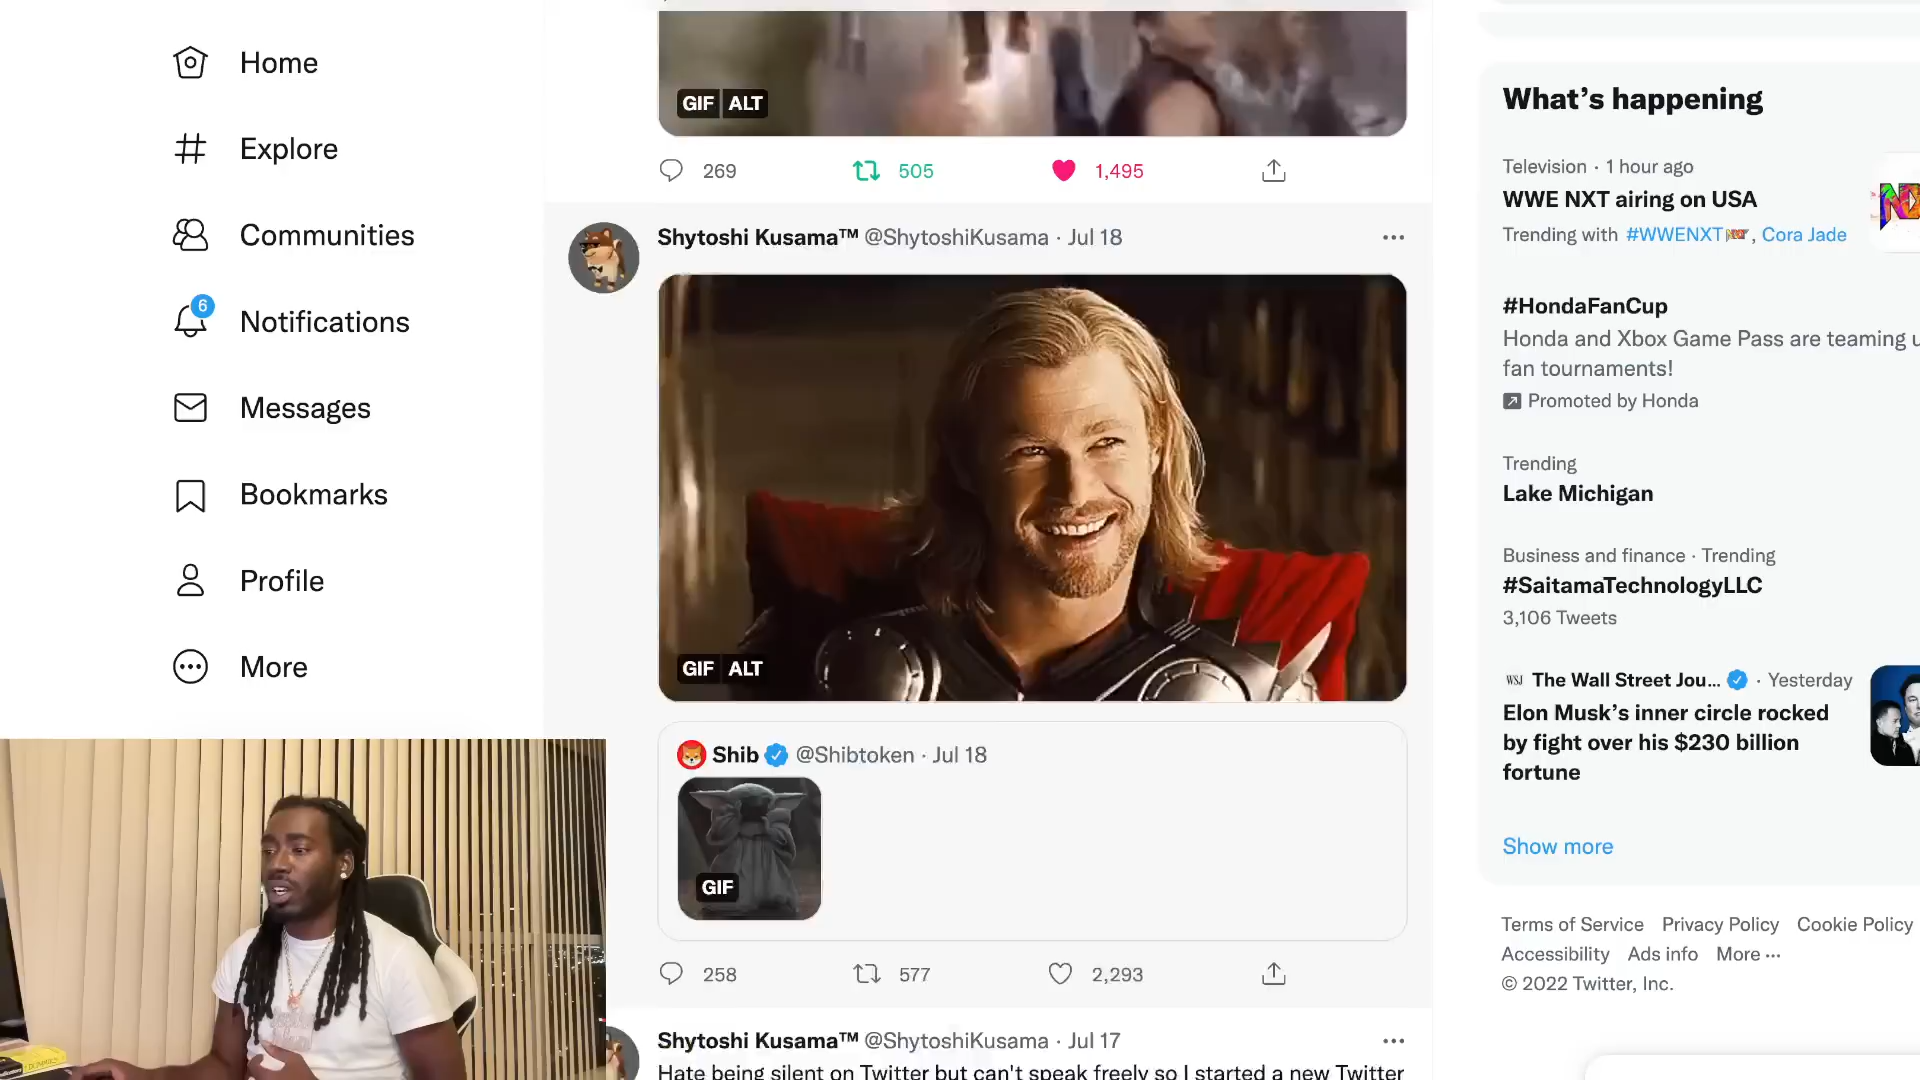 Home
Explore
Communities
6
Notifications
Messages
Bookmarks
Profile
More
GIF ALT
269 505 1,495
Shytoshi Kusama™ @ShytoshiKusama · Jul 18
GIF ALT
Shib @Shibtoken · Jul 18
GIF
258 577 2,293
Shytoshi Kusama™ @ShytoshiKusama · Jul 17
Hate being silent on Twitter but can't speak freely so I started a new Twitter
What's happening
Television · 1 hour ago
WWE NXT airing on USA
Trending with #WWENXT, Cora Jade
#HondaFanCup
Honda and Xbox Game Pass are teaming
fan tournaments!
Promoted by Honda
Trending
Lake Michigan
Business and finance · Trending
#SaitamaTechnologyLLC
3,106 Tweets
WSJ The Wall Street Jou... · Yesterday
Elon Musk's inner circle rocked
by fight over his $230 billion
fortune
Show more
Terms of Service Privacy Policy Cookie Policy
Accessibility Ads info More ···
© 2022 Twitter, Inc.